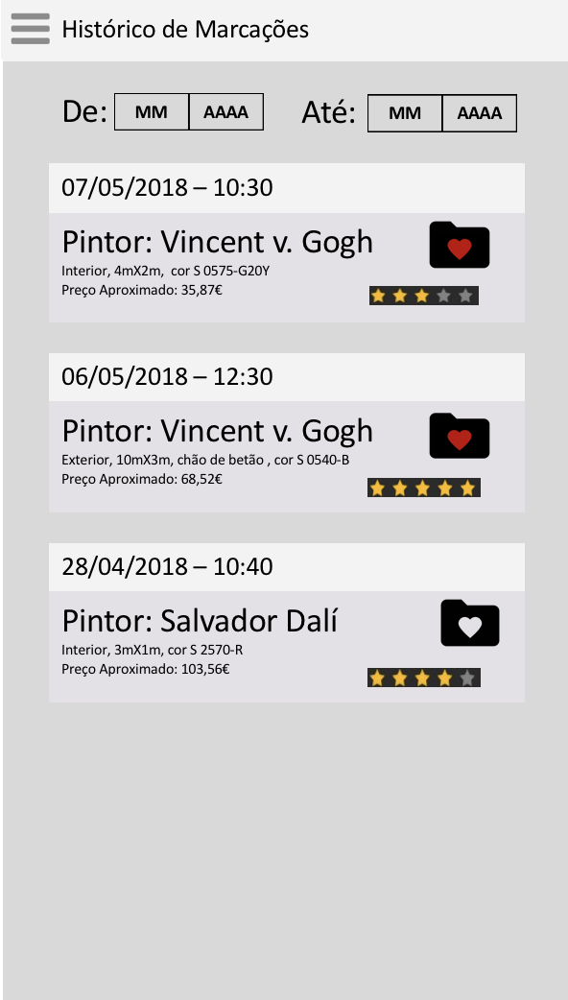 Histórico de Marcações
De: MM AAAA Até: MM AAAA
07/05/2018 – 10:30
Pintor: Vincent v. Gogh
Interior, 4mX2m, cor S 0575-G20Y
Preço Aproximado: 35,87€
06/05/2018 – 12:30
Pintor: Vincent v. Gogh
Exterior, 10mX3m, chão de betão , cor S 0540-B
Preço Aproximado: 68,52€
28/04/2018 – 10:40
Pintor: Salvador Dalí
Interior, 3mX1m, cor S 2570-R
Preço Aproximado: 103,56€